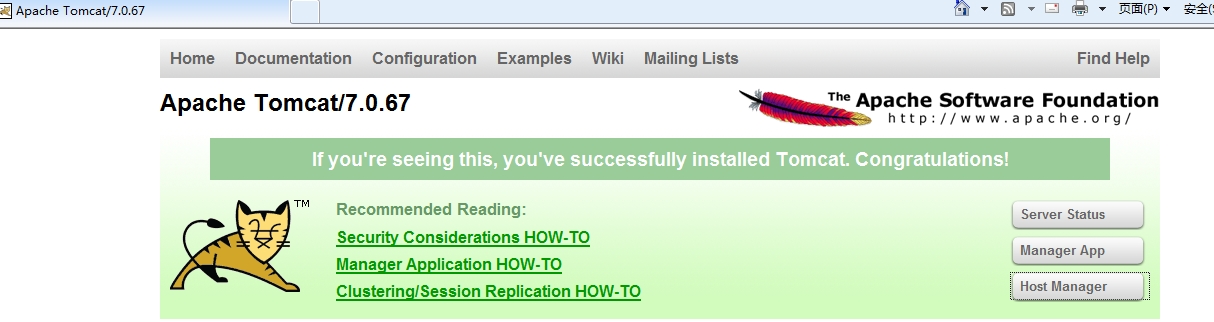 Apache Tomcat/7.0.67
页面(P)
安全(S
Home Documentation Configuration Examples Wiki Mailing Lists Find Help
Apache Tomcat/7.0.67
The Apache Software Foundation
http://www.apache.org/
If you're seeing this, you've successfully installed Tomcat. Congratulations!
TM
Recommended Reading:
Security Considerations HOW-TO
Manager Application HOW-TO
Clustering/Session Replication HOW-TO
Server Status
Manager App
Host Manager